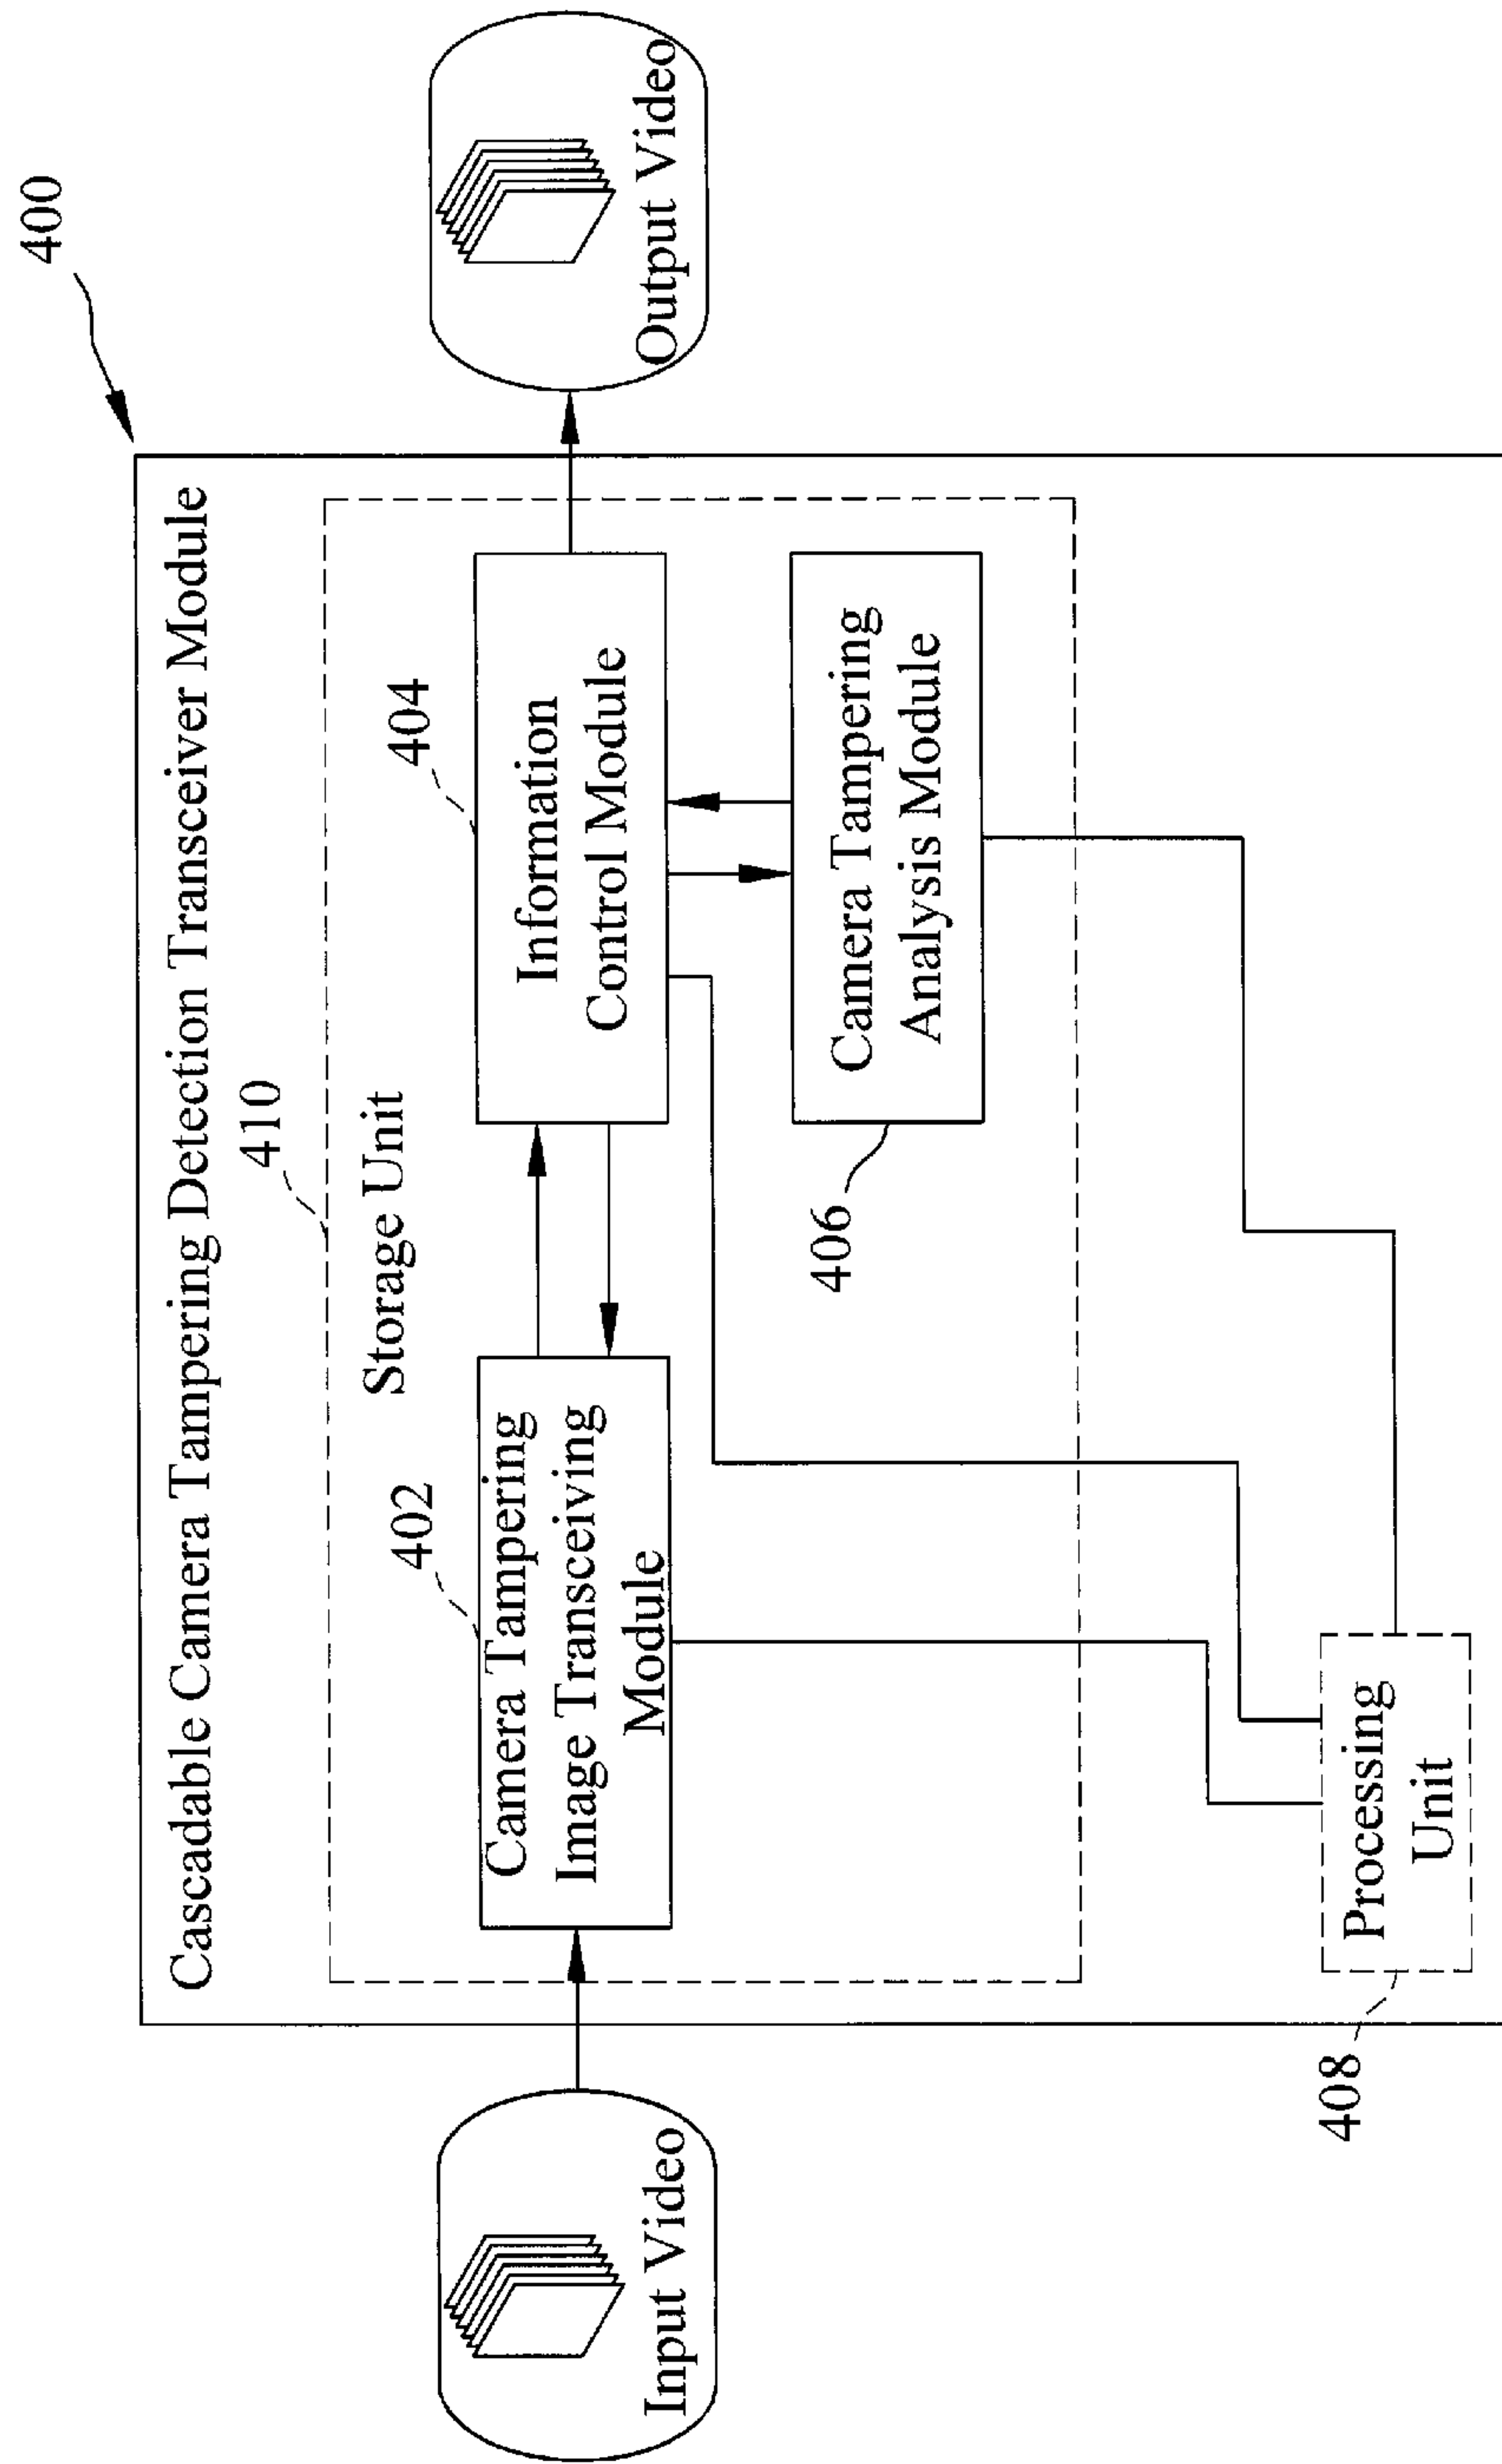 400
Cascadable Camera Tampering Detection Transceiver Module
410
Storage Unit
402
Camera Tampering
Image Transceiving
Module
404
Information
Control Module
406
Camera Tampering
Analysis Module
408
Processing
Unit
Input Video
Output Video